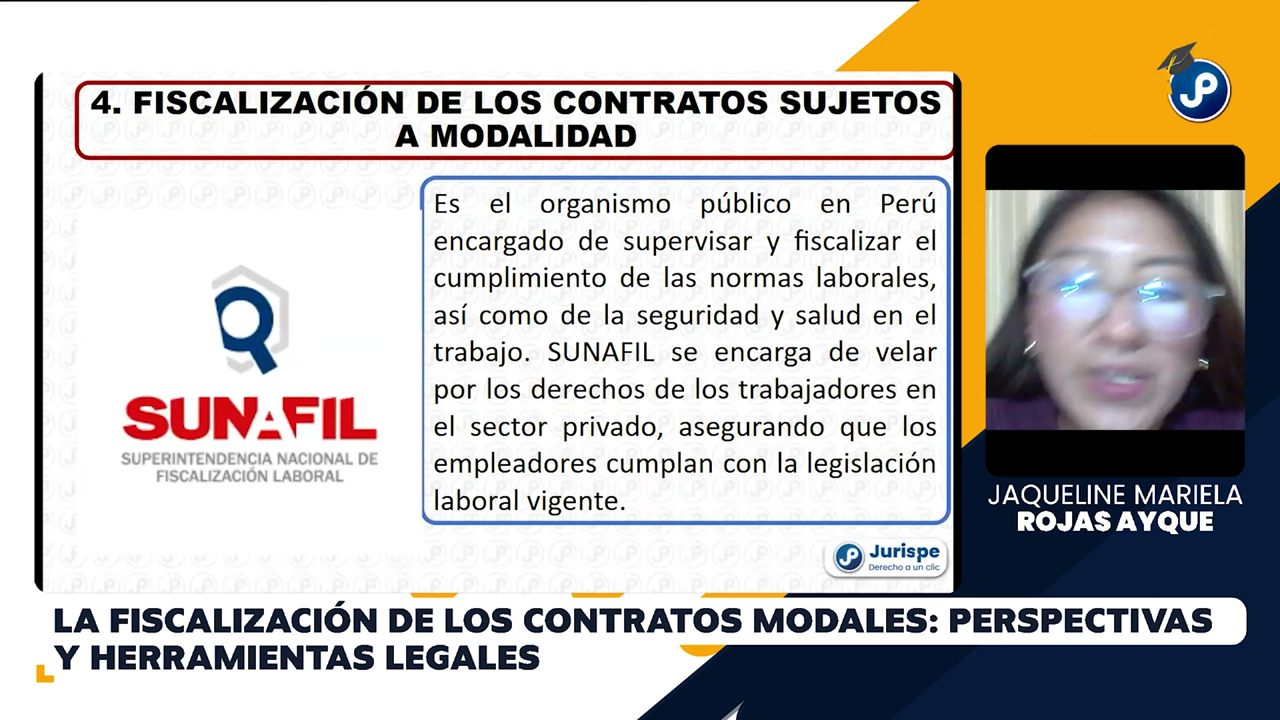 4. FISCALIZACIÓN DE LOS CONTRATOS SUJETOS
A MODALIDAD
Es el organismo público en Perú
encargado de supervisar y fiscalizar el
cumplimiento de las normas laborales,
así como de la seguridad y salud en el
trabajo. SUNAFIL se encarga de velar
por los derechos de los trabajadores en
el sector privado, asegurando que los
empleadores cumplan con la legislación
laboral vigente.
SUNAFIL
SUPERINTENDENCIA NACIONAL DE
FISCALIZACIÓN LABORAL
JP
Jurispe
Derecho a un clic
JP
JAQUELINE MARIELA
ROJAS AYQUE
LA FISCALIZACIÓN DE LOS CONTRATOS MODALES: PERSPECTIVAS
Y HERRAMIENTAS LEGALES